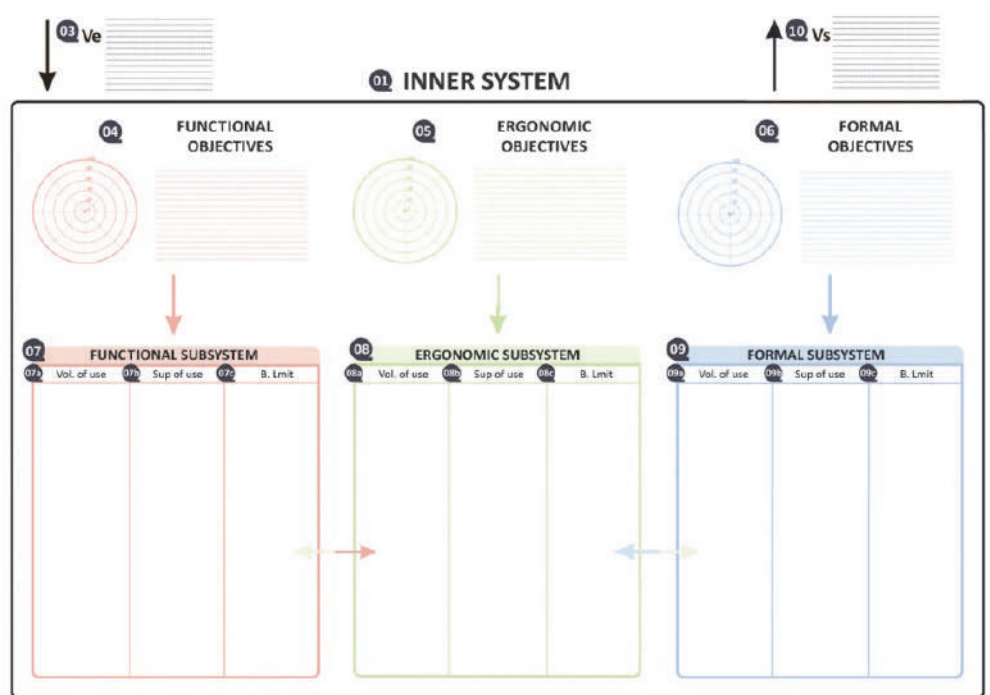 03 Ve
10 Vs
01 INNER SYSTEM
04 FUNCTIONAL
OBJECTIVES
05 ERGONOMIC
OBJECTIVES
06 FORMAL
OBJECTIVES
07 FUNCTIONAL SUBSYSTEM
07a Vol. of use 07b Sup of use 07c B. Lmit
08 ERGONOMIC SUBSYSTEM
08a Vol. of use 08b Sup of use 08c B. Lmit
09 FORMAL SUBSYSTEM
09a Vol. of use 09b Sup of use 09c B. Lmit